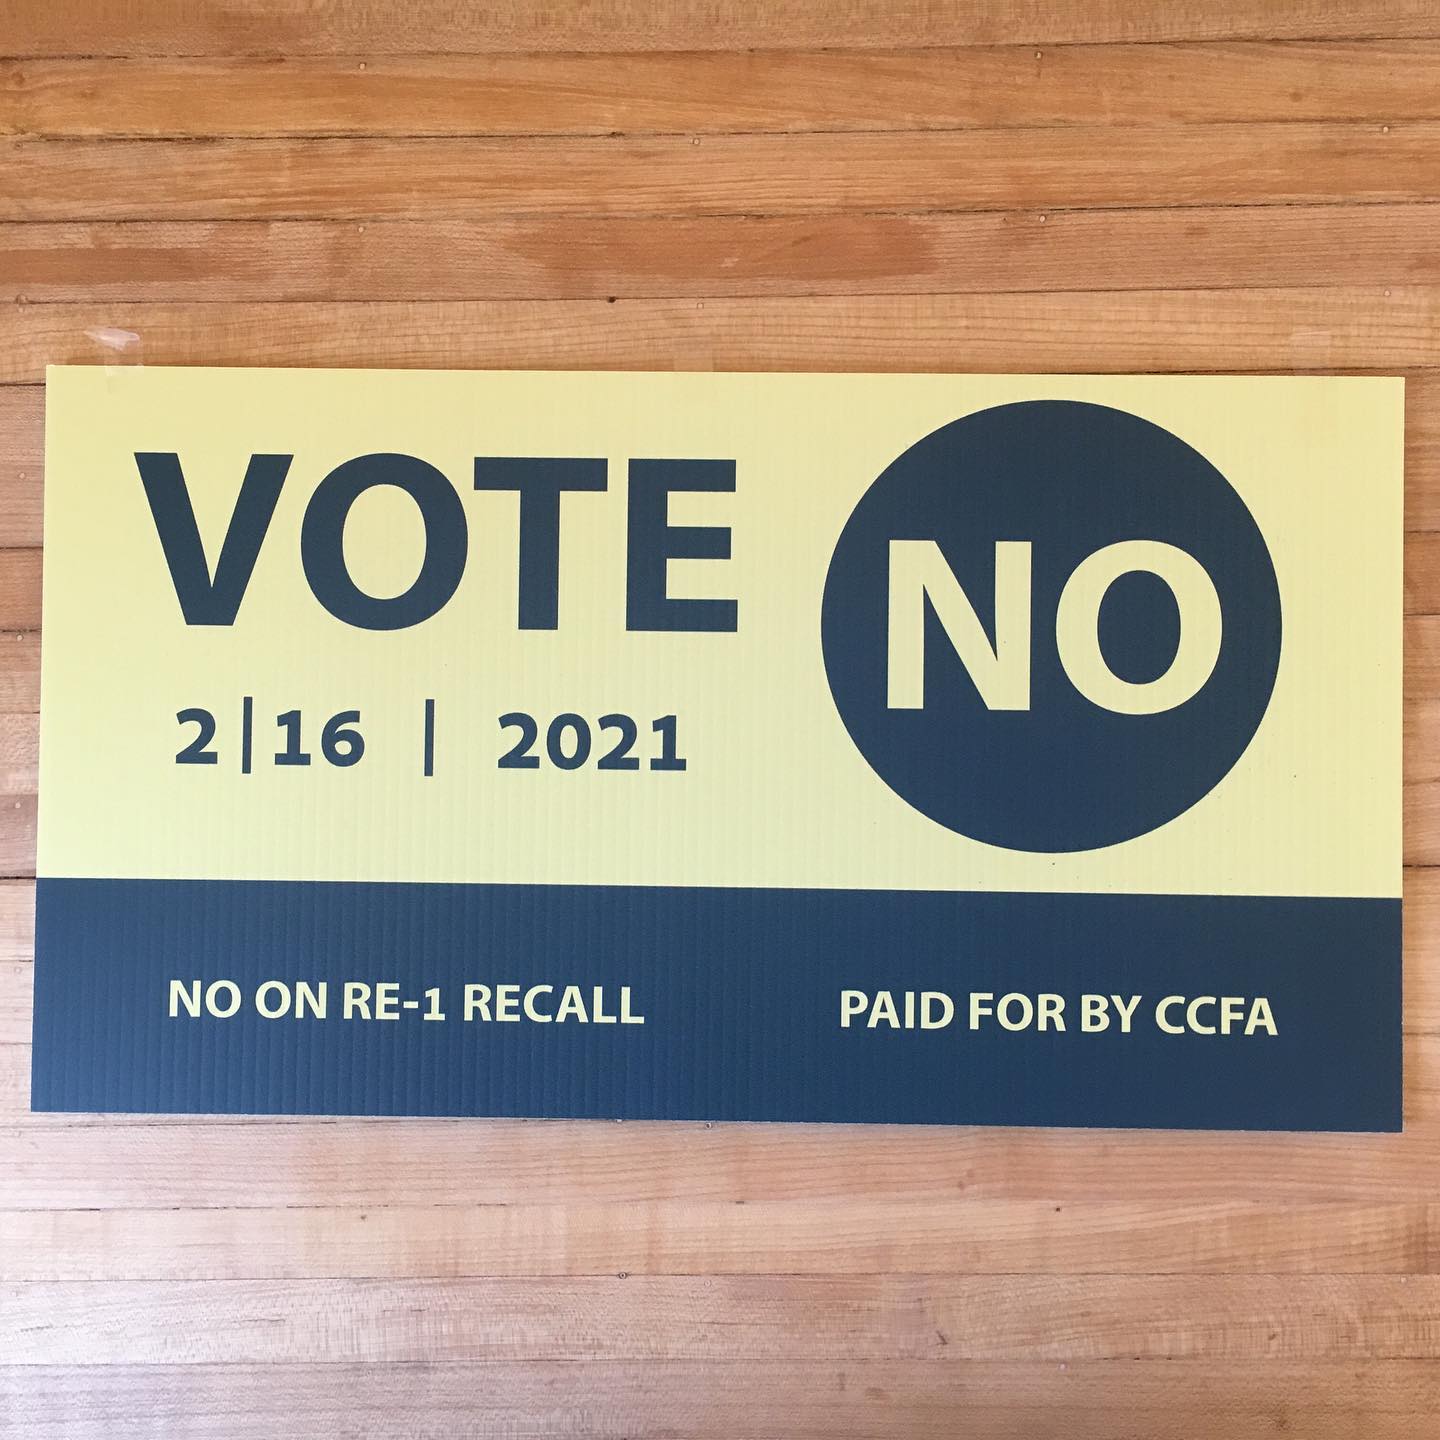 VOTE NO
2|16 | 2021
NO ON RE-1 RECALL
PAID FOR BY CCFA